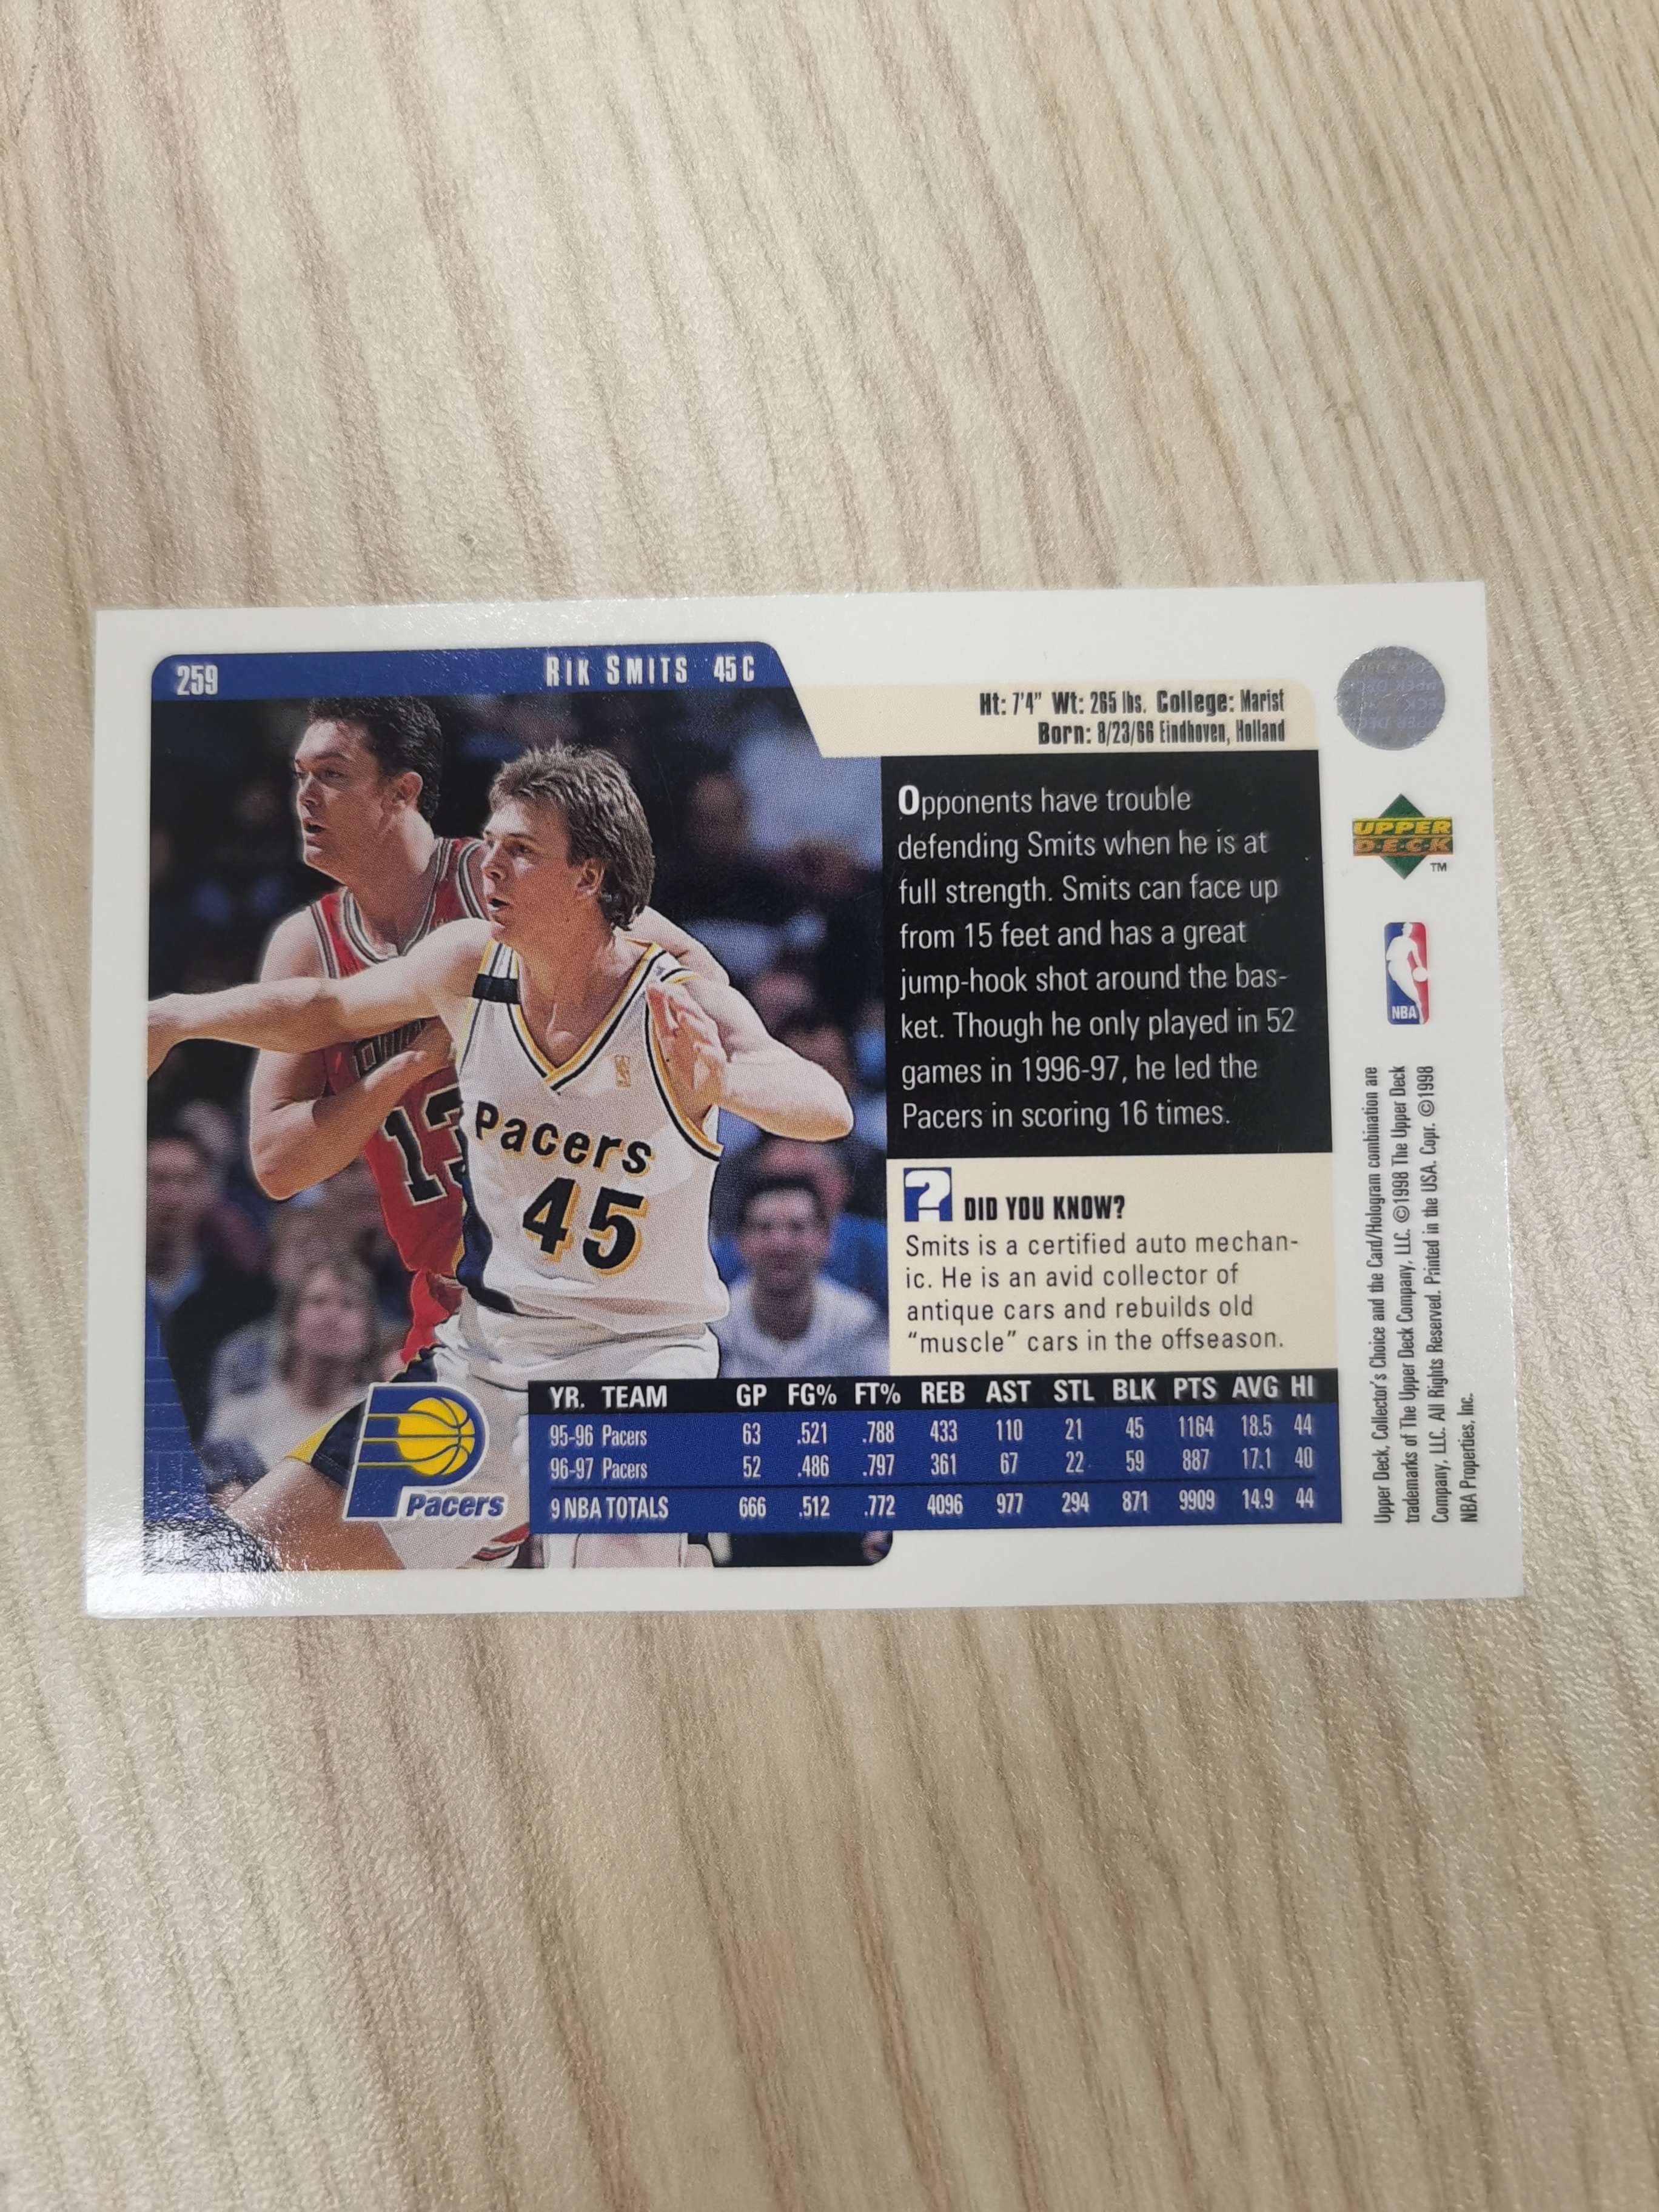 259
RIK SMITS 45 C
Ht: 7'4" Wt: 265 lbs. College: Marist
Born: 8/23/66 Eindhoven, Holland
Opponents have trouble
defending Smits when he is at
full strength. Smits can face up
from 15 feet and has a great
jump-hook shot around the bas-
ket. Though he only played in 52
games in 1996-97, he led the
Pacers in scoring 16 times.
? DID YOU KNOW?
Smits is a certified auto mechan-
ic. He is an avid collector of
antique cars and rebuilds old
“muscle” cars in the offseason.
YR. TEAM GP FG% FT% REB AST STL BLK PTS AVG HI
95-96 Pacers 63 .521 .788 433 110 21 45 1164 18.5 44
96-97 Pacers 52 .486 .797 361 67 22 59 887 17.1 40
9 NBA TOTALS 666 .512 .772 4096 977 294 871 9909 14.9 44
13
Pacers
45
Pacers
UPPER
D·E·C·K
TM
NBA
Upper Deck, Collector's Choice and the Card/Hologram combination are
trademarks of The Upper Deck Company, LLC. ©1998 The Upper Deck
Company, LLC. All Rights Reserved. Printed in the USA. Copr. ©1998
NBA Properties, Inc.